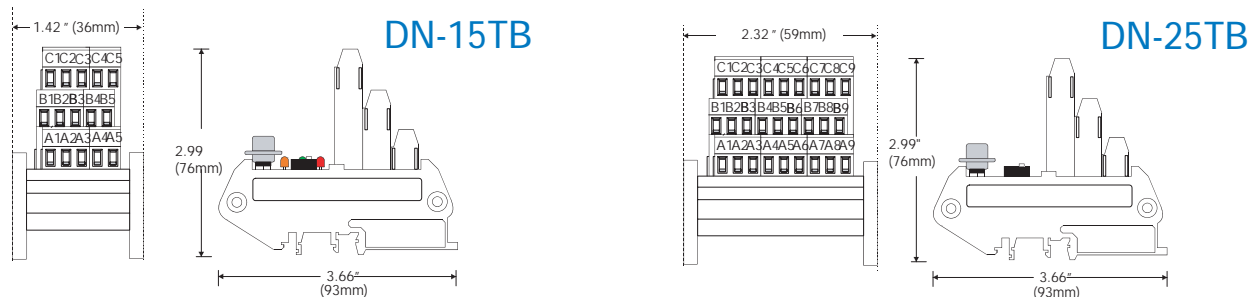 1.42" (36mm)
DN-15TB
C1C2C3C4C5
B1B2B3B4B5
A1A2A3A4A5
2.99
(76mm)
3.66"
(93mm)
2.32" (59mm)
DN-25TB
C1C2C3C4C5C6C7C8C9
B1B2B3B4B5B6B7B8B9
A1A2A3A4A5A6A7A8A9
2.99"
(76mm)
3.66"
(93mm)